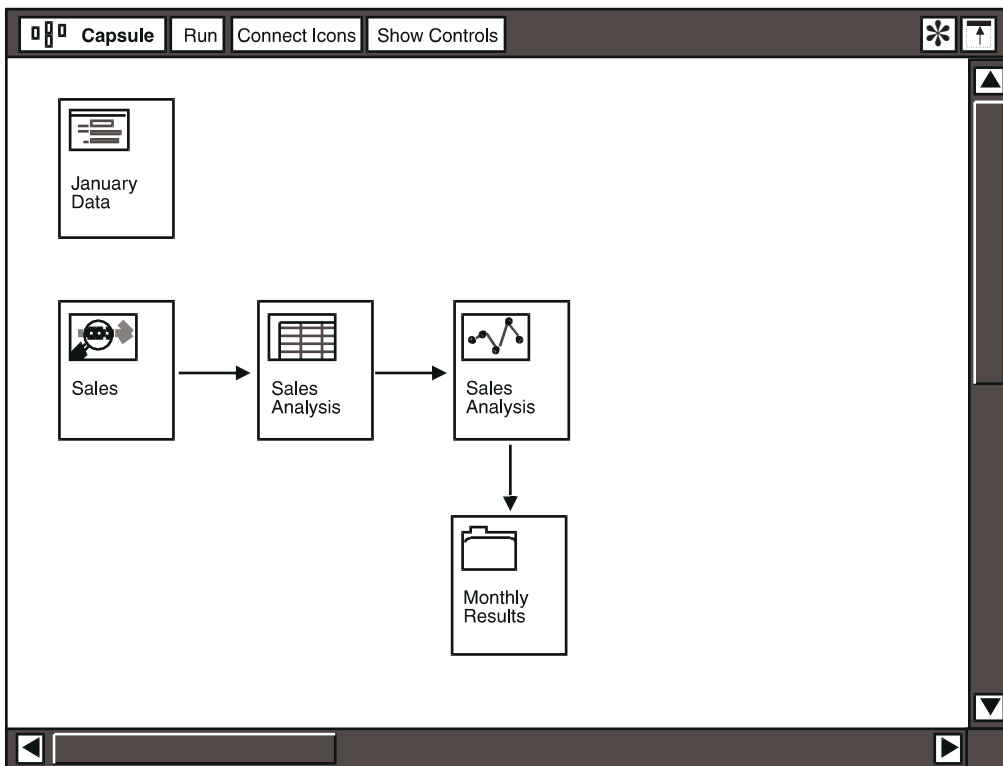 Capsule Run Connect Icons Show Controls
January
Data
Sales
Sales
Analysis
Sales
Analysis
Monthly
Results